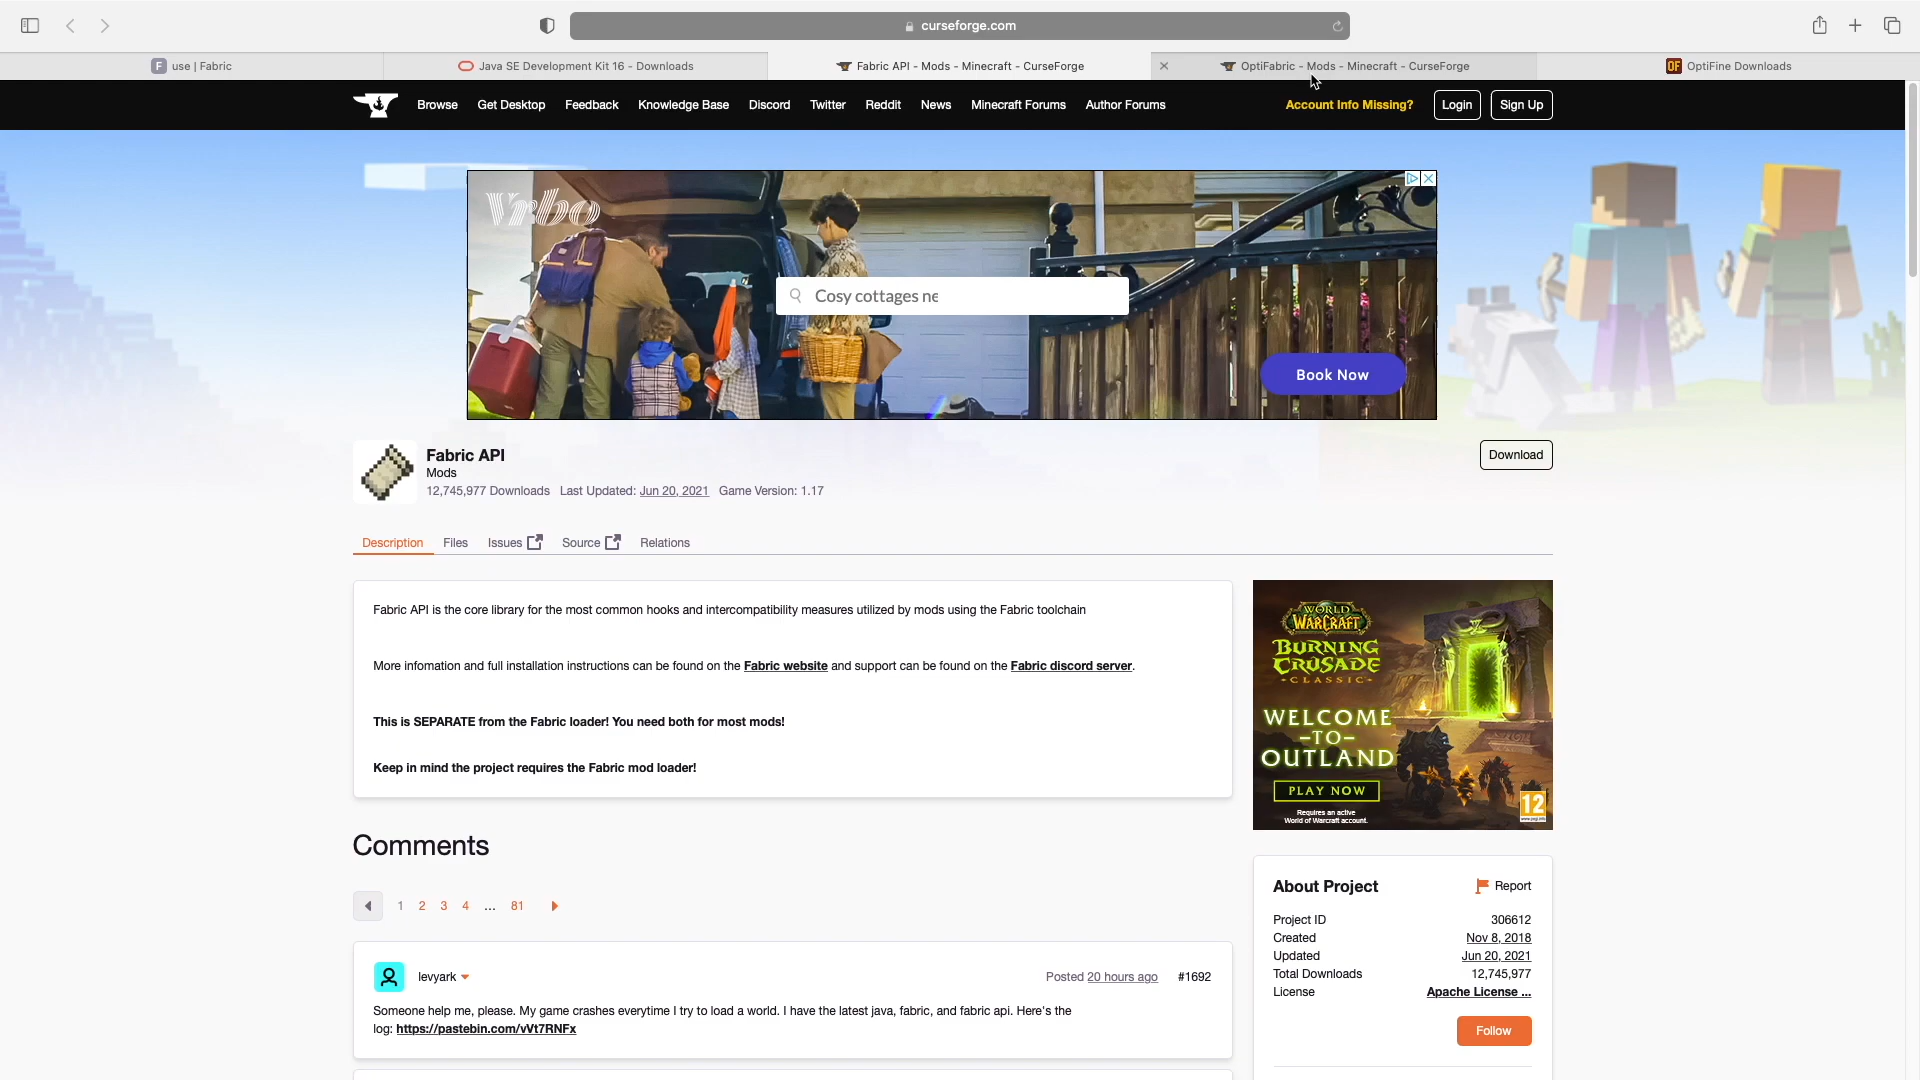 curseforge.com
F use | Fabric
Java SE Development Kit 16 - Downloads
Fabric API - Mods - Minecraft - CurseForge
OptiFabric - Mods - Minecraft - CurseForge
OF OptiFine Downloads
Browse Get Desktop Feedback Knowledge Base Discord Twitter Reddit News Minecraft Forums Author Forums
Account Info Missing? Login Sign Up
Vrbo
Cosy cottages ne
Book Now
Fabric API
Mods
12,745,977 Downloads Last Updated: Jun 20, 2021 Game Version: 1.17
Download
Description Files Issues Source Relations
Fabric API is the core library for the most common hooks and intercompatibility measures utilized by mods using the Fabric toolchain
More infomation and full installation instructions can be found on the Fabric website and support can be found on the Fabric discord server.
This is SEPARATE from the Fabric loader! You need both for most mods!
Keep in mind the project requires the Fabric mod loader!
WORLD
WARCRAFT
BURNING
CRUSADE
- CLASSIC -
WELCOME
-TO-
OUTLAND
PLAY NOW
Requires an active
World of Warcraft account.
12
Comments
1 2 3 4 ... 81
levyark
Posted 20 hours ago #1692
Someone help me, please. My game crashes everytime I try to load a world. I have the latest java, fabric, and fabric api. Here's the
log: https://pastebin.com/vVt7RNFx
About Project
Report
Project ID 306612
Created Nov 8, 2018
Updated Jun 20, 2021
Total Downloads 12,745,977
License Apache License ...
Follow